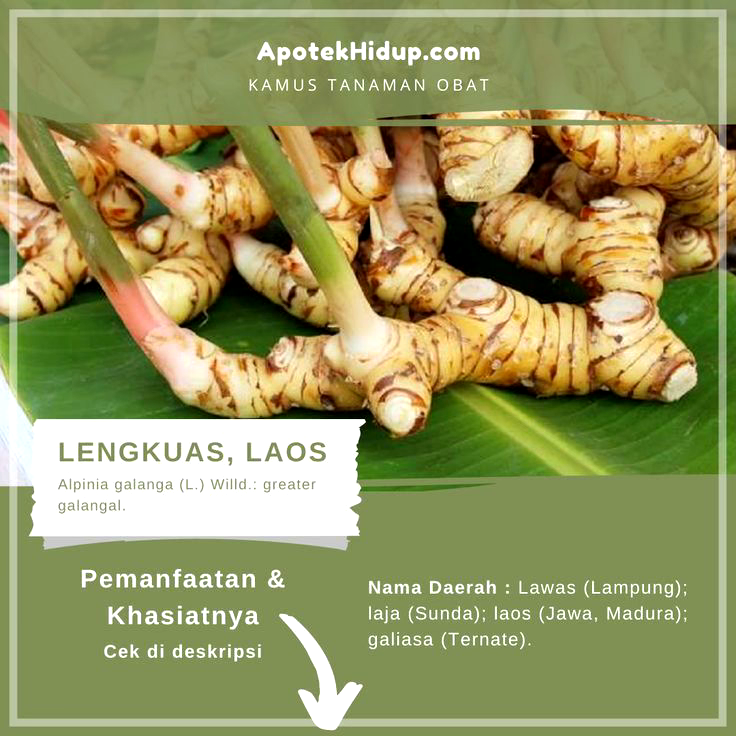 ApotekHidup.com
KAMUS TANAMAN OBAT
LENGKUAS, LAOS
Alpinia galanga (L.) Willd.: greater
galangal.
Pemanfaatan &
Khasiatnya
Cek di deskripsi
Nama Daerah : Lawas (Lampung);
laja (Sunda); laos (Jawa, Madura);
galiasa (Ternate).